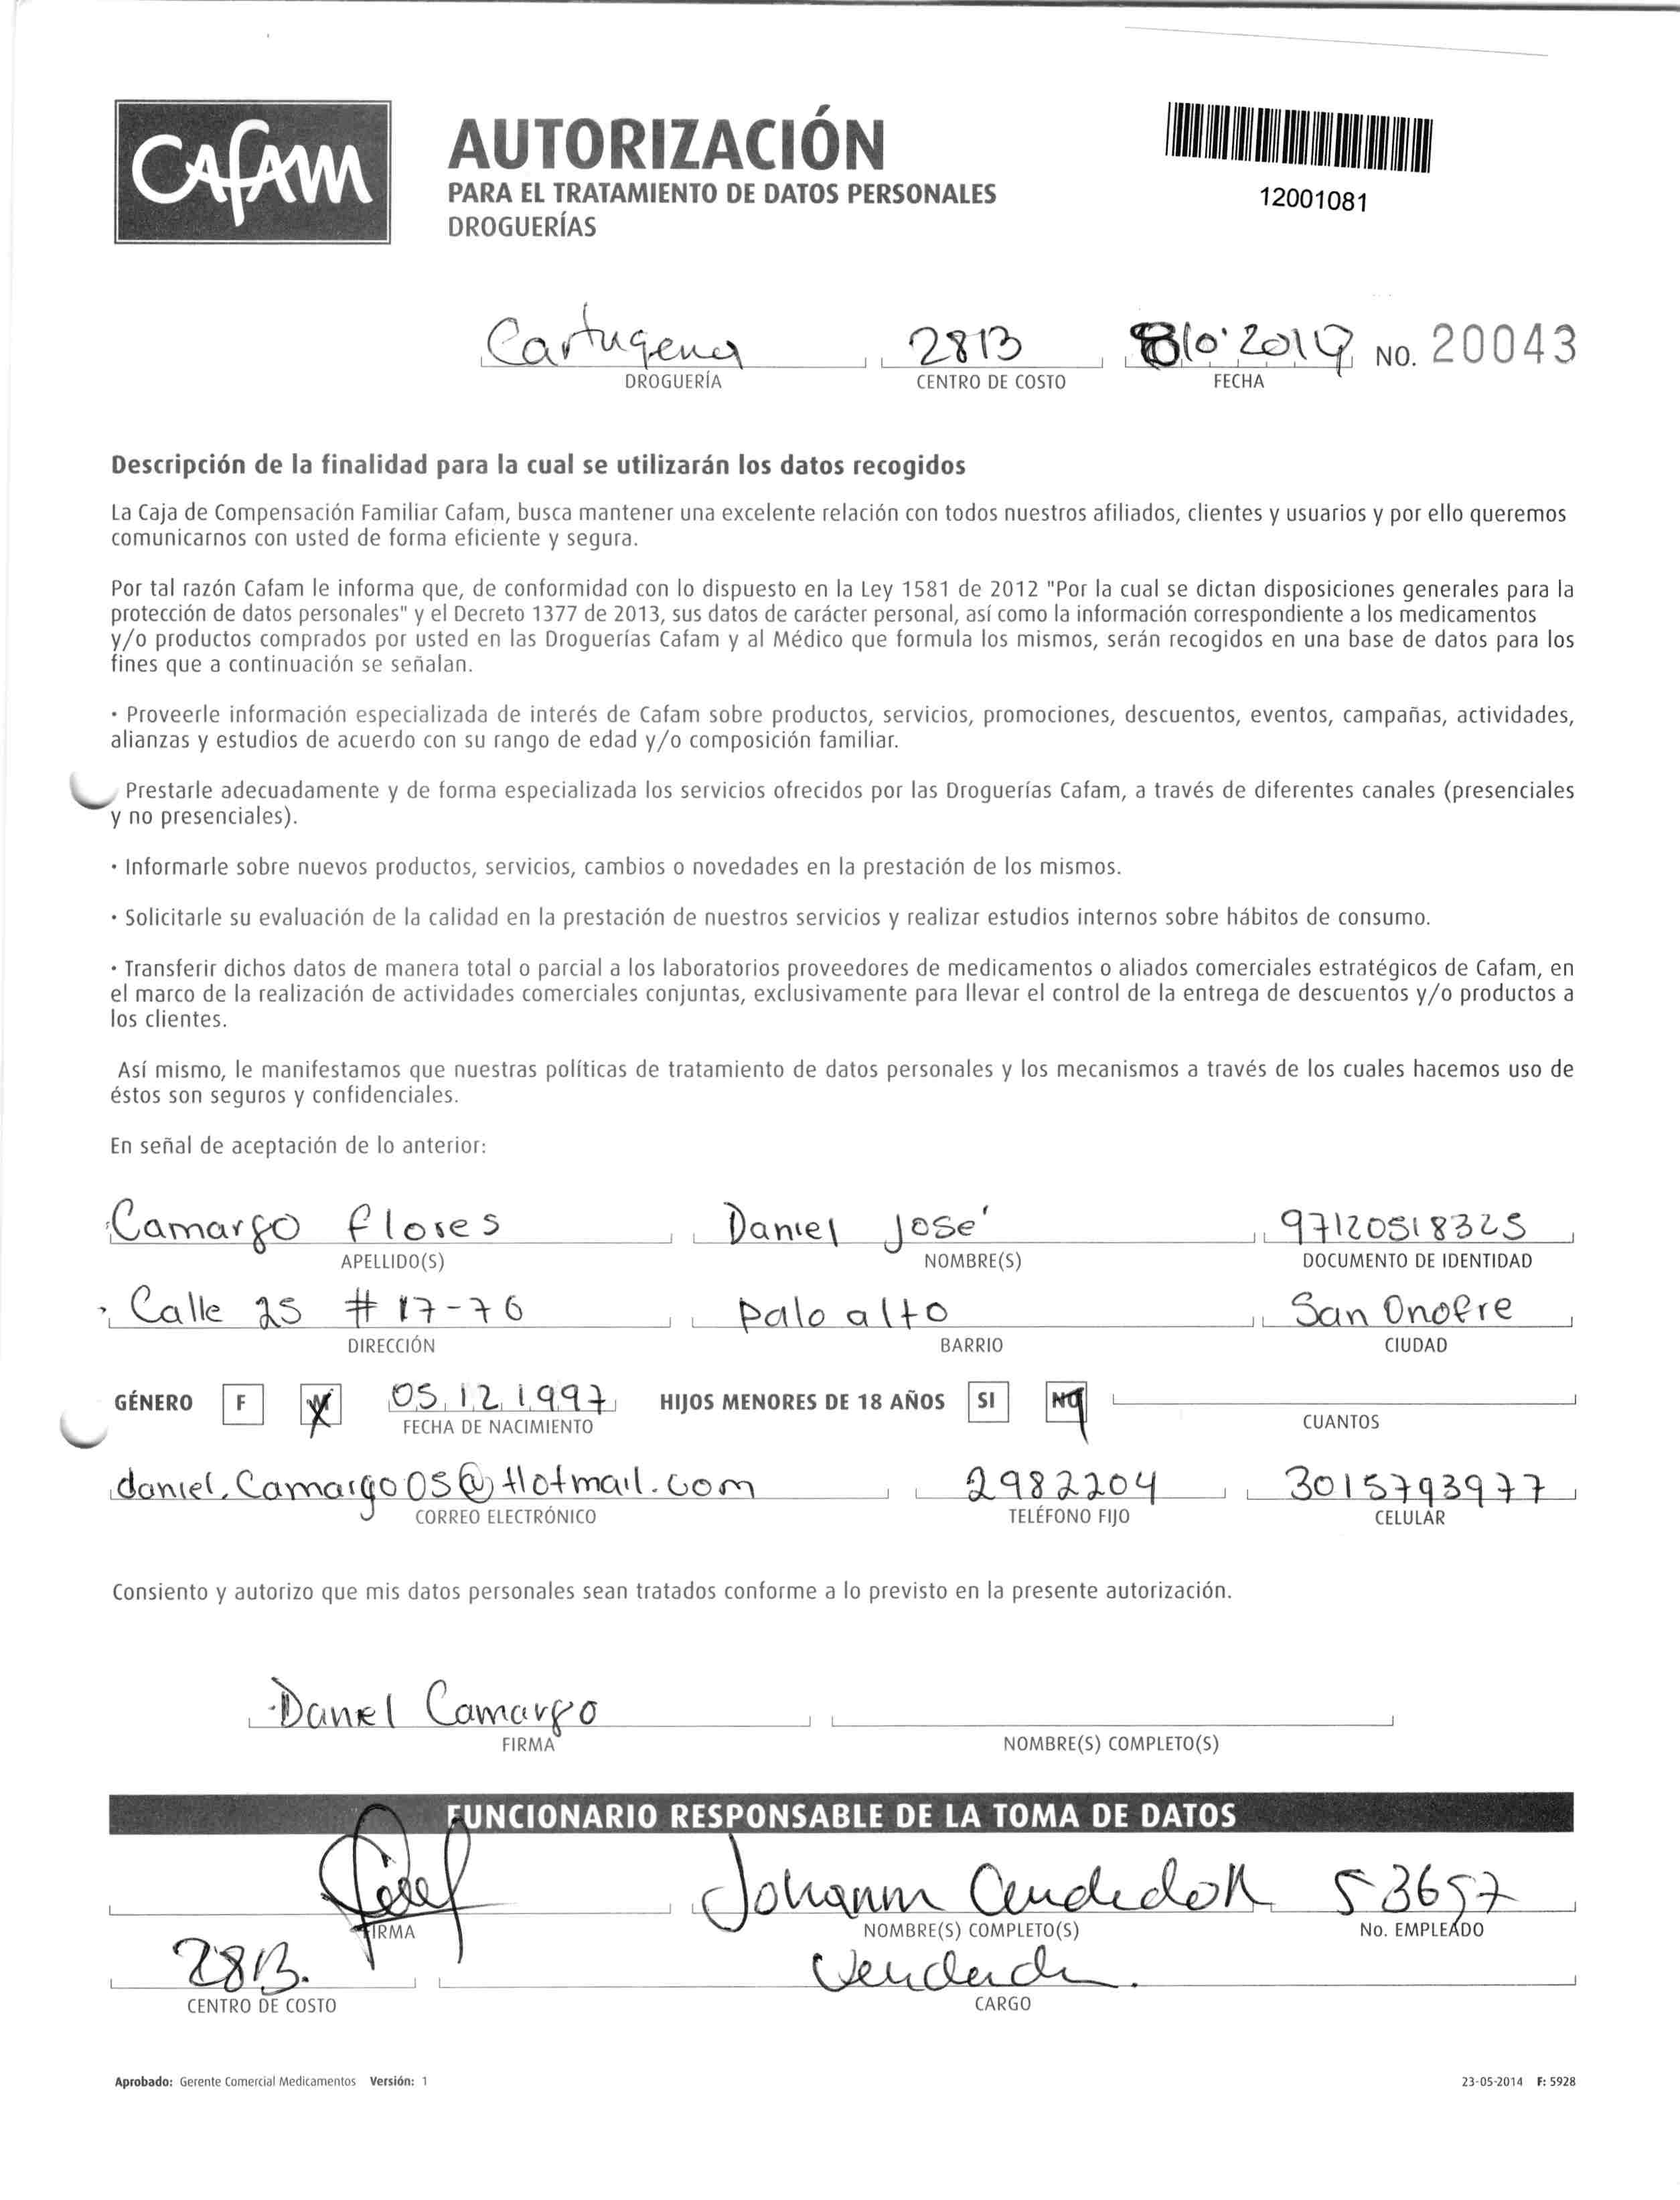 CAFAM
AUTORIZACIÓN
PARA EL TRATAMIENTO DE DATOS PERSONALES
DROGUERÍAS
12001081
Cartagena 2813 2014 NO. 20043
DROGUERÍA CENTRO DE COSTO FECHA
Descripción de la finalidad para la cual se utilizarán los datos recogidos
La Caja de Compensación Familiar Cafam, busca mantener una excelente relación con todos nuestros afiliados, clientes y usuarios y por ello queremos
comunicarnos con usted de forma eficiente y segura.
Por tal razón Cafam le informa que, de conformidad con lo dispuesto en la Ley 1581 de 2012 "Por la cual se dictan disposiciones generales para la
protección de datos personales" y el Decreto 1377 de 2013, sus datos de carácter personal, así como la información correspondiente a los medicamentos
y/o productos comprados por usted en las Droguerías Cafam y al Médico que formula los mismos, serán recogidos en una base de datos para los
fines que a continuación se señalan.
· Proveerle información especializada de interés de Cafam sobre productos, servicios, promociones, descuentos, eventos, campañas, actividades,
alianzas y estudios de acuerdo con su rango de edad y/o composición familiar.
Prestarle adecuadamente y de forma especializada los servicios ofrecidos por las Droguerías Cafam, a través de diferentes canales (presenciales
y no presenciales).
· Informarle sobre nuevos productos, servicios, cambios o novedades en la prestación de los mismos.
· Solicitarle su evaluación de la calidad en la prestación de nuestros servicios y realizar estudios internos sobre hábitos de consumo.
· Transferir dichos datos de manera total o parcial a los laboratorios proveedores de medicamentos o aliados comerciales estratégicos de Cafam, en
el marco de la realización de actividades comerciales conjuntas, exclusivamente para llevar el control de la entrega de descuentos y/o productos a
los clientes.
Así mismo, le manifestamos que nuestras políticas de tratamiento de datos personales y los mecanismos a través de los cuales hacemos uso de
éstos son seguros y confidenciales.
En señal de aceptación de lo anterior:
Camargo flores Daniel José 97120518325
APELLIDO(S) NOMBRE(S) DOCUMENTO DE IDENTIDAD
Calle 25 # 17-76 palo alto San Onofre
DIRECCIÓN BARRIO CIUDAD
GÉNERO F M 05 12 1997 HIJOS MENORES DE 18 AÑOS SI NO
FECHA DE NACIMIENTO CUANTOS
daniel.Camargo05@Hotmail.com 2982204 3015793977
CORREO ELECTRÓNICO TELÉFONO FIJO CELULAR
Consiento y autorizo que mis datos personales sean tratados conforme a lo previsto en la presente autorización.
Daniel Camargo
FIRMA NOMBRE(S) COMPLETO(S)
FUNCIONARIO RESPONSABLE DE LA TOMA DE DATOS
Johann 53657
FIRMA NOMBRE(S) COMPLETO(S) No. EMPLEADO
2813.
CENTRO DE COSTO CARGO
Aprobado: Gerente Comercial Medicamentos Versión: 1 23-05-2014 F: 5928